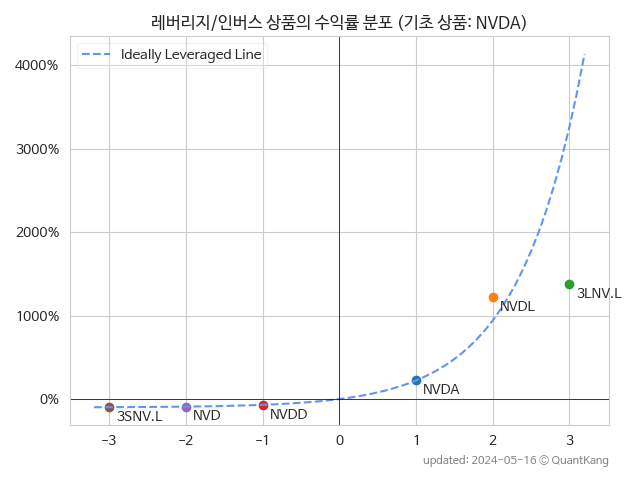 레버리지/인버스 상품의 수익률 분포 (기초 상품: NVDA)
Ideally Leveraged Line
4000%
3000%
2000%
1000%
0%
3LNV.L
NVDL
NVDA
3SNV.L
NVD
NVDD
−3
−2
−1
0
1
2
3
updated: 2024-05-16 © QuantKang